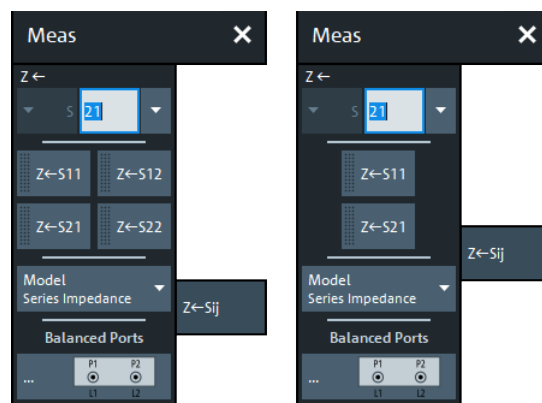 Meas
Z ←
S 21
Z←S11 Z←S12
Z←S21 Z←S22
Model
Series Impedance
Z←Sij
Balanced Ports
... P1 P2
L1 L2
Meas
Z ←
S 21
Z←S11
Z←S21
Z←Sij
Model
Series Impedance
Balanced Ports
... P1 P2
L1 L2